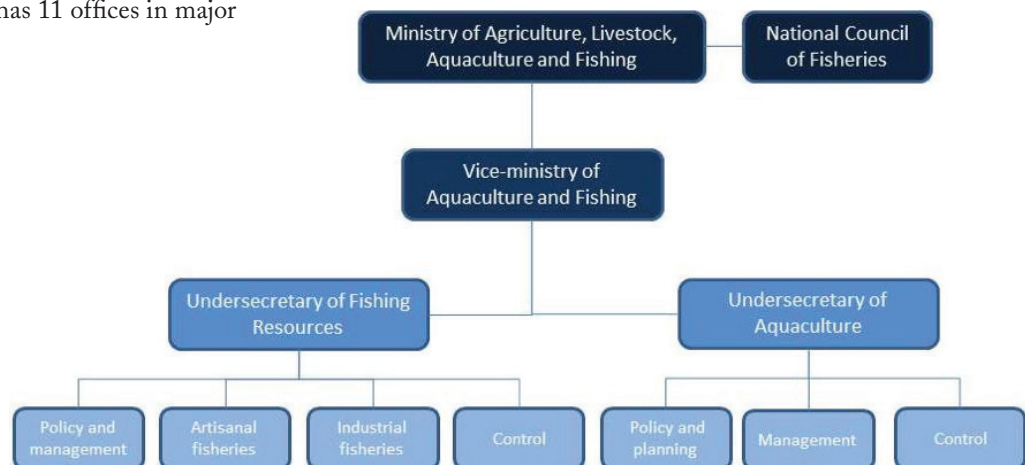 has 11 offices in major
Ministry of Agriculture, Livestock,
Aquaculture and Fishing
National Council
of Fisheries
Vice-ministry of
Aquaculture and Fishing
Undersecretary of Fishing
Resources
Undersecretary of
Aquaculture
Policy and
management
Artisanal
fisheries
Industrial
fisheries
Control
Policy and
planning
Management
Control